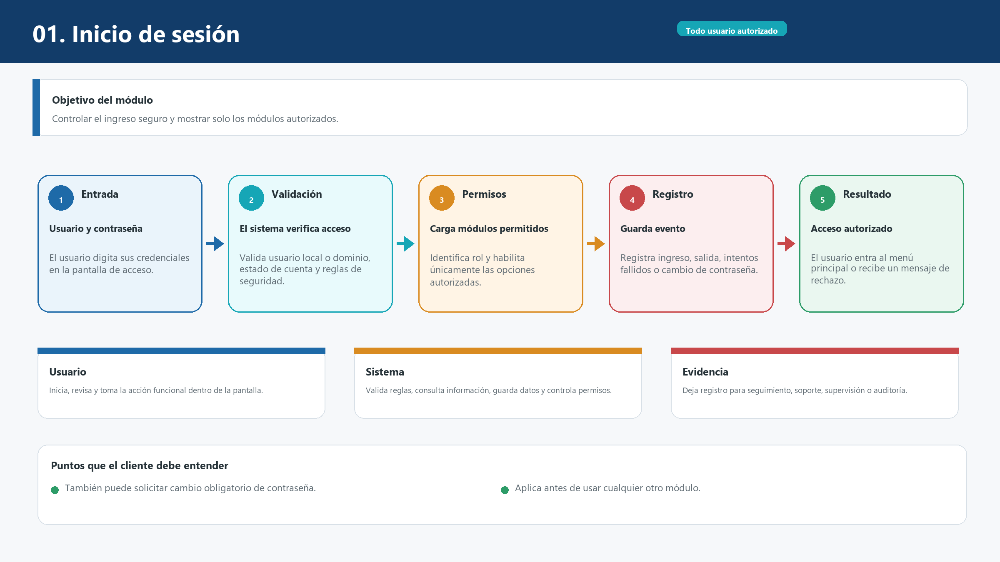 01. Inicio de sesión
Todo usuario autorizado
Objetivo del módulo
Controlar el ingreso seguro y mostrar solo los módulos autorizados.
1
Entrada
Usuario y contraseña
El usuario digita sus credenciales
en la pantalla de acceso.
2
Validación
El sistema verifica acceso
Valida usuario local o dominio,
estado de cuenta y reglas de
seguridad.
3
Permisos
Carga módulos permitidos
Identifica rol y habilita
únicamente las opciones
autorizadas.
4
Registro
Guarda evento
Registra ingreso, salida, intentos
fallidos o cambio de contraseña.
5
Resultado
Acceso autorizado
El usuario entra al menú
principal o recibe un mensaje de
rechazo.
Usuario
Inicia, revisa y toma la acción funcional dentro de la pantalla.
Sistema
Valida reglas, consulta información, guarda datos y controla permisos.
Evidencia
Deja registro para seguimiento, soporte, supervisión o auditoría.
Puntos que el cliente debe entender
También puede solicitar cambio obligatorio de contraseña.
Aplica antes de usar cualquier otro módulo.